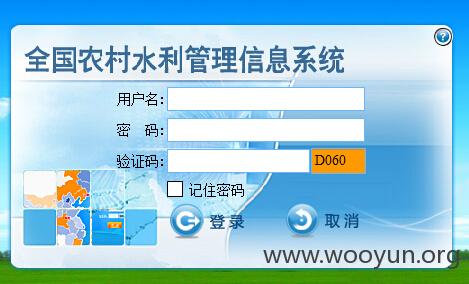 ?
全国农村水利管理信息系统
用户名:
密 码:
验证码: D060
记住密码
登录 取消
www.wooyun.org